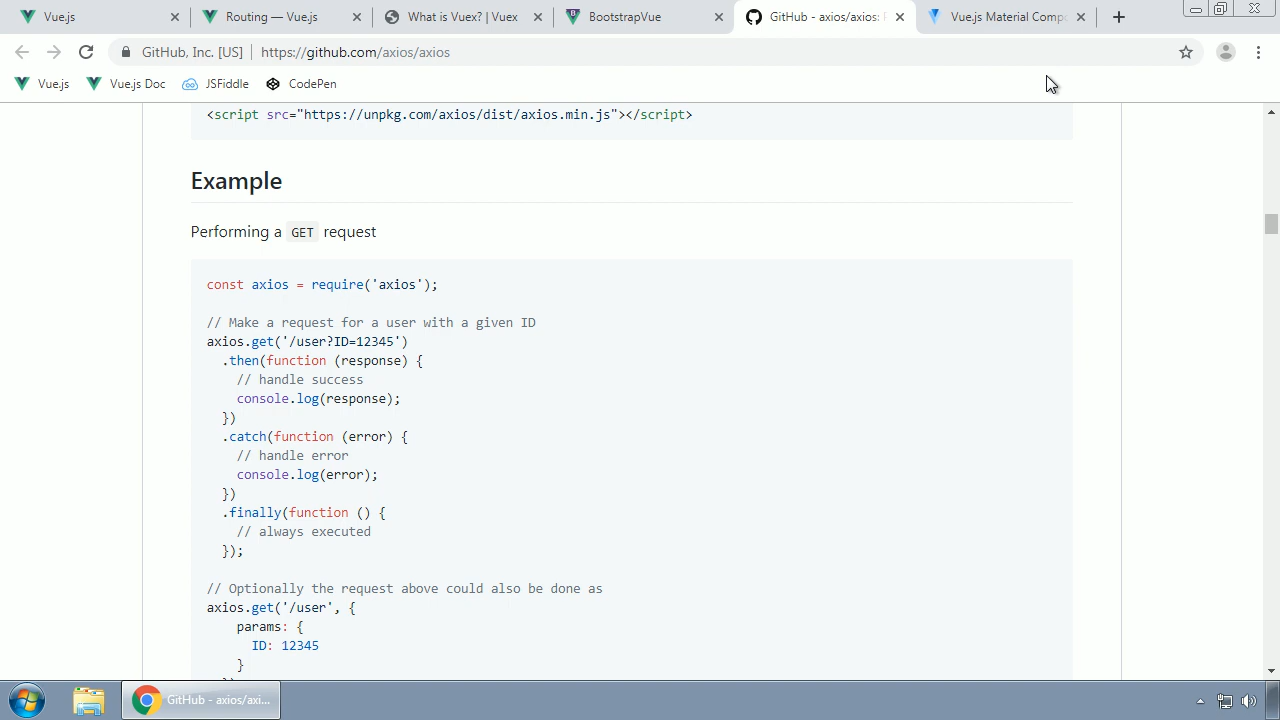 Vue.js
Routing — Vue.js
What is Vuex? | Vuex
BootstrapVue
GitHub - axios/axios:
Vue.js Material Compo
GitHub, Inc. [US]
https://github.com/axios/axios
Vue.js
Vue.js Doc
JSFiddle
CodePen
<script src="https://unpkg.com/axios/dist/axios.min.js"></script>
Example
Performing a GET request
const axios = require('axios');
// Make a request for a user with a given ID
axios.get('/user?ID=12345')
.then(function (response) {
// handle success
console.log(response);
})
.catch(function (error) {
// handle error
console.log(error);
})
.finally(function () {
// always executed
});
// Optionally the request above could also be done as
axios.get('/user', {
params: {
ID: 12345
}
GitHub - axios/axi...